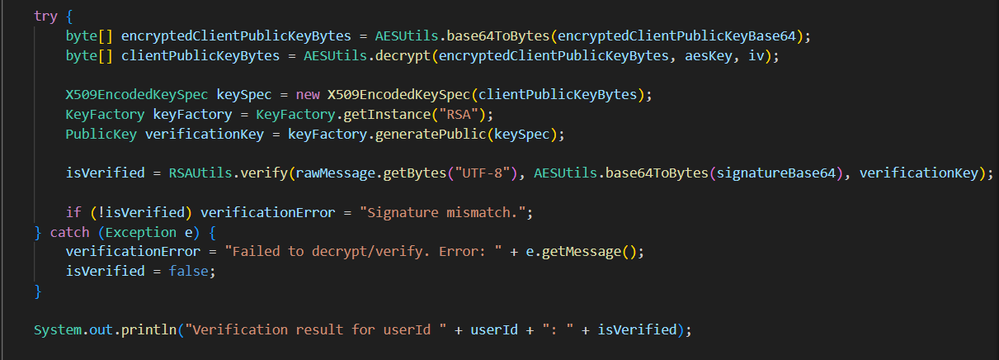 try {
byte[] encryptedClientPublicKeyBytes = AESUtils.base64ToBytes(encryptedClientPublicKeyBase64);
byte[] clientPublicKeyBytes = AESUtils.decrypt(encryptedClientPublicKeyBytes, aesKey, iv);
X509EncodedKeySpec keySpec = new X509EncodedKeySpec(clientPublicKeyBytes);
KeyFactory keyFactory = KeyFactory.getInstance("RSA");
PublicKey verificationKey = keyFactory.generatePublic(keySpec);
isVerified = RSAUtils.verify(rawMessage.getBytes("UTF-8"), AESUtils.base64ToBytes(signatureBase64), verificationKey);
if (!isVerified) verificationError = "Signature mismatch.";
} catch (Exception e) {
verificationError = "Failed to decrypt/verify. Error: " + e.getMessage();
isVerified = false;
}
System.out.println("Verification result for userId " + userId + ": " + isVerified);